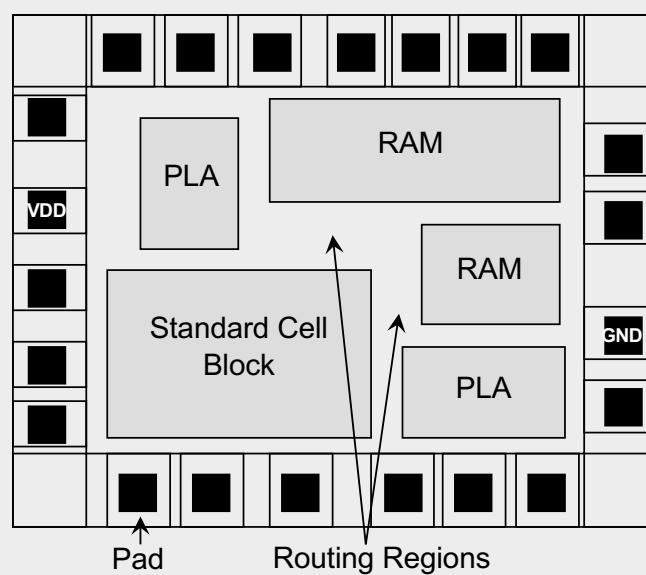 RAM
PLA
VDD
RAM
Standard Cell
Block
GND
PLA
Pad
Routing Regions